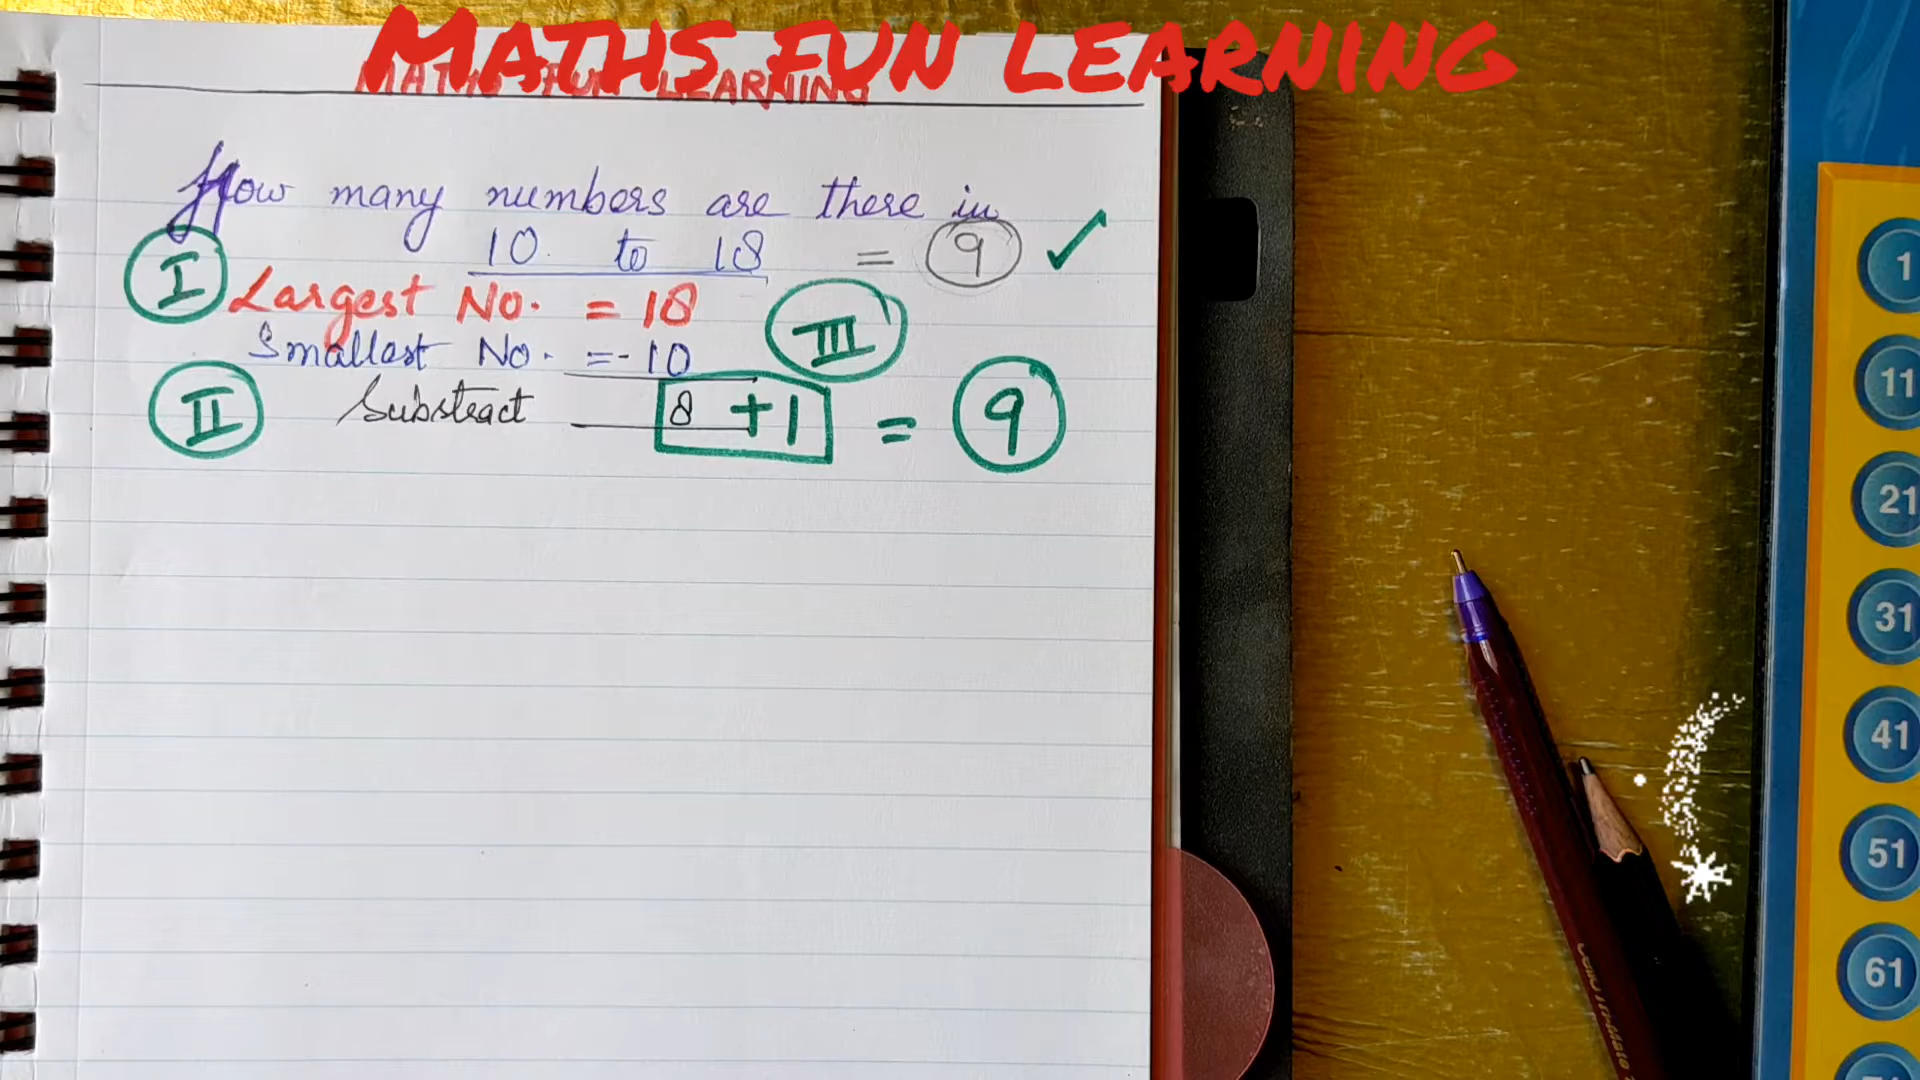 MATHS FUN LEARNING
MATHS FUN LEARNING
How many numbers are there in
10 to 18 = 9 ✓
I Largest No. = 18
Smallest No. = - 10
III
II Substract 8 + 1 = 9
1
11
21
31
41
51
61